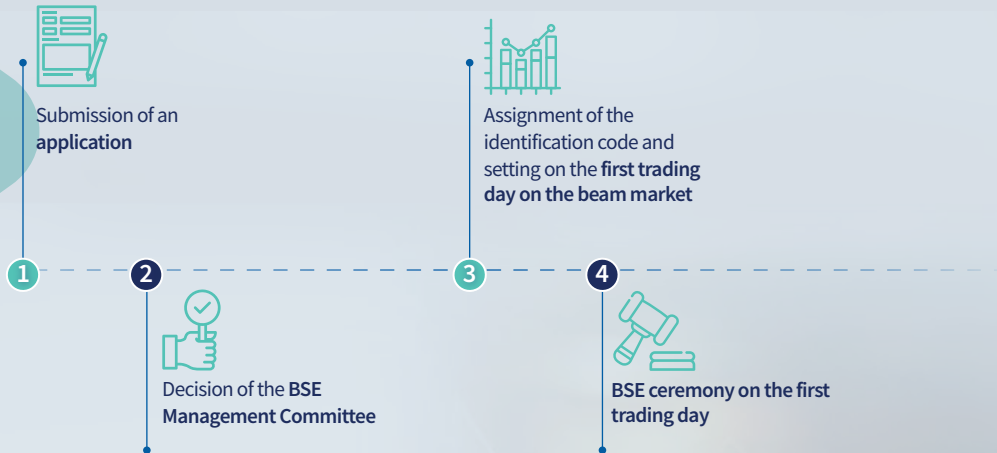 1
Submission of an
application
2
Decision of the BSE
Management Committee
3
Assignment of the
identification code and
setting on the first trading
day on the beam market
4
BSE ceremony on the first
trading day